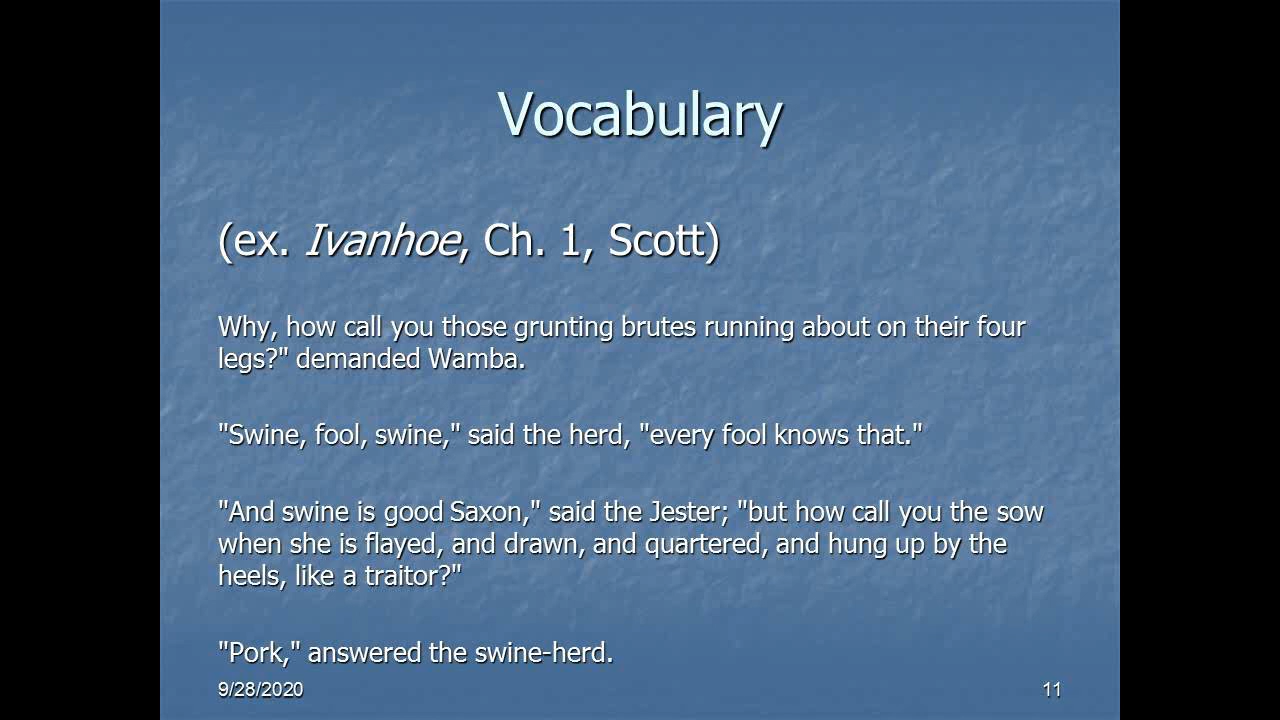 Vocabulary
(ex. Ivanhoe, Ch. 1, Scott)
Why, how call you those grunting brutes running about on their four
legs?" demanded Wamba.
"Swine, fool, swine," said the herd, "every fool knows that."
"And swine is good Saxon," said the Jester; "but how call you the sow
when she is flayed, and drawn, and quartered, and hung up by the
heels, like a traitor?"
"Pork," answered the swine-herd.
9/28/2020
11